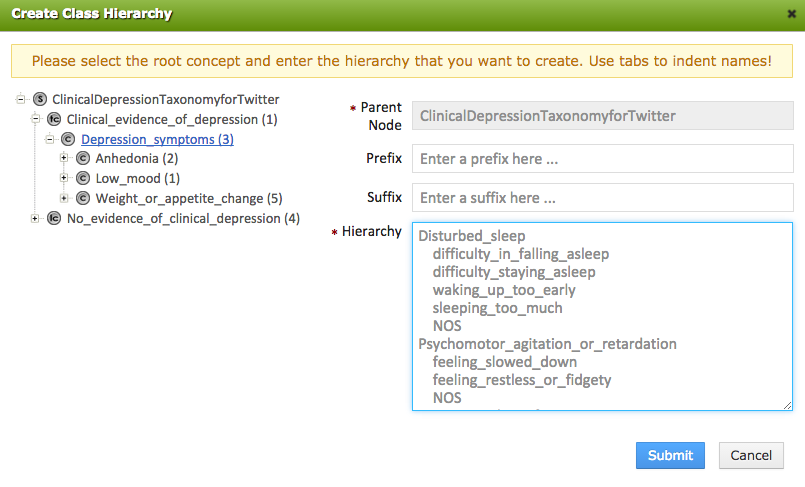 Create Class Hierarchy
Please select the root concept and enter the hierarchy that you want to create. Use tabs to indent names!
S ClinicalDepressionTaxonomyforTwitter
tc Clinical_evidence_of_depression (1)
C Depression_symptoms (3)
C Anhedonia (2)
C Low_mood (1)
C Weight_or_appetite_change (5)
tc No_evidence_of_clinical_depression (4)
* Parent
Node
ClinicalDepressionTaxonomyforTwitter
Prefix
Enter a prefix here ...
Suffix
Enter a suffix here ...
* Hierarchy
Disturbed_sleep
difficulty_in_falling_asleep
difficulty_staying_asleep
waking_up_too_early
sleeping_too_much
NOS
Psychomotor_agitation_or_retardation
feeling_slowed_down
feeling_restless_or_fidgety
NOS
Submit
Cancel